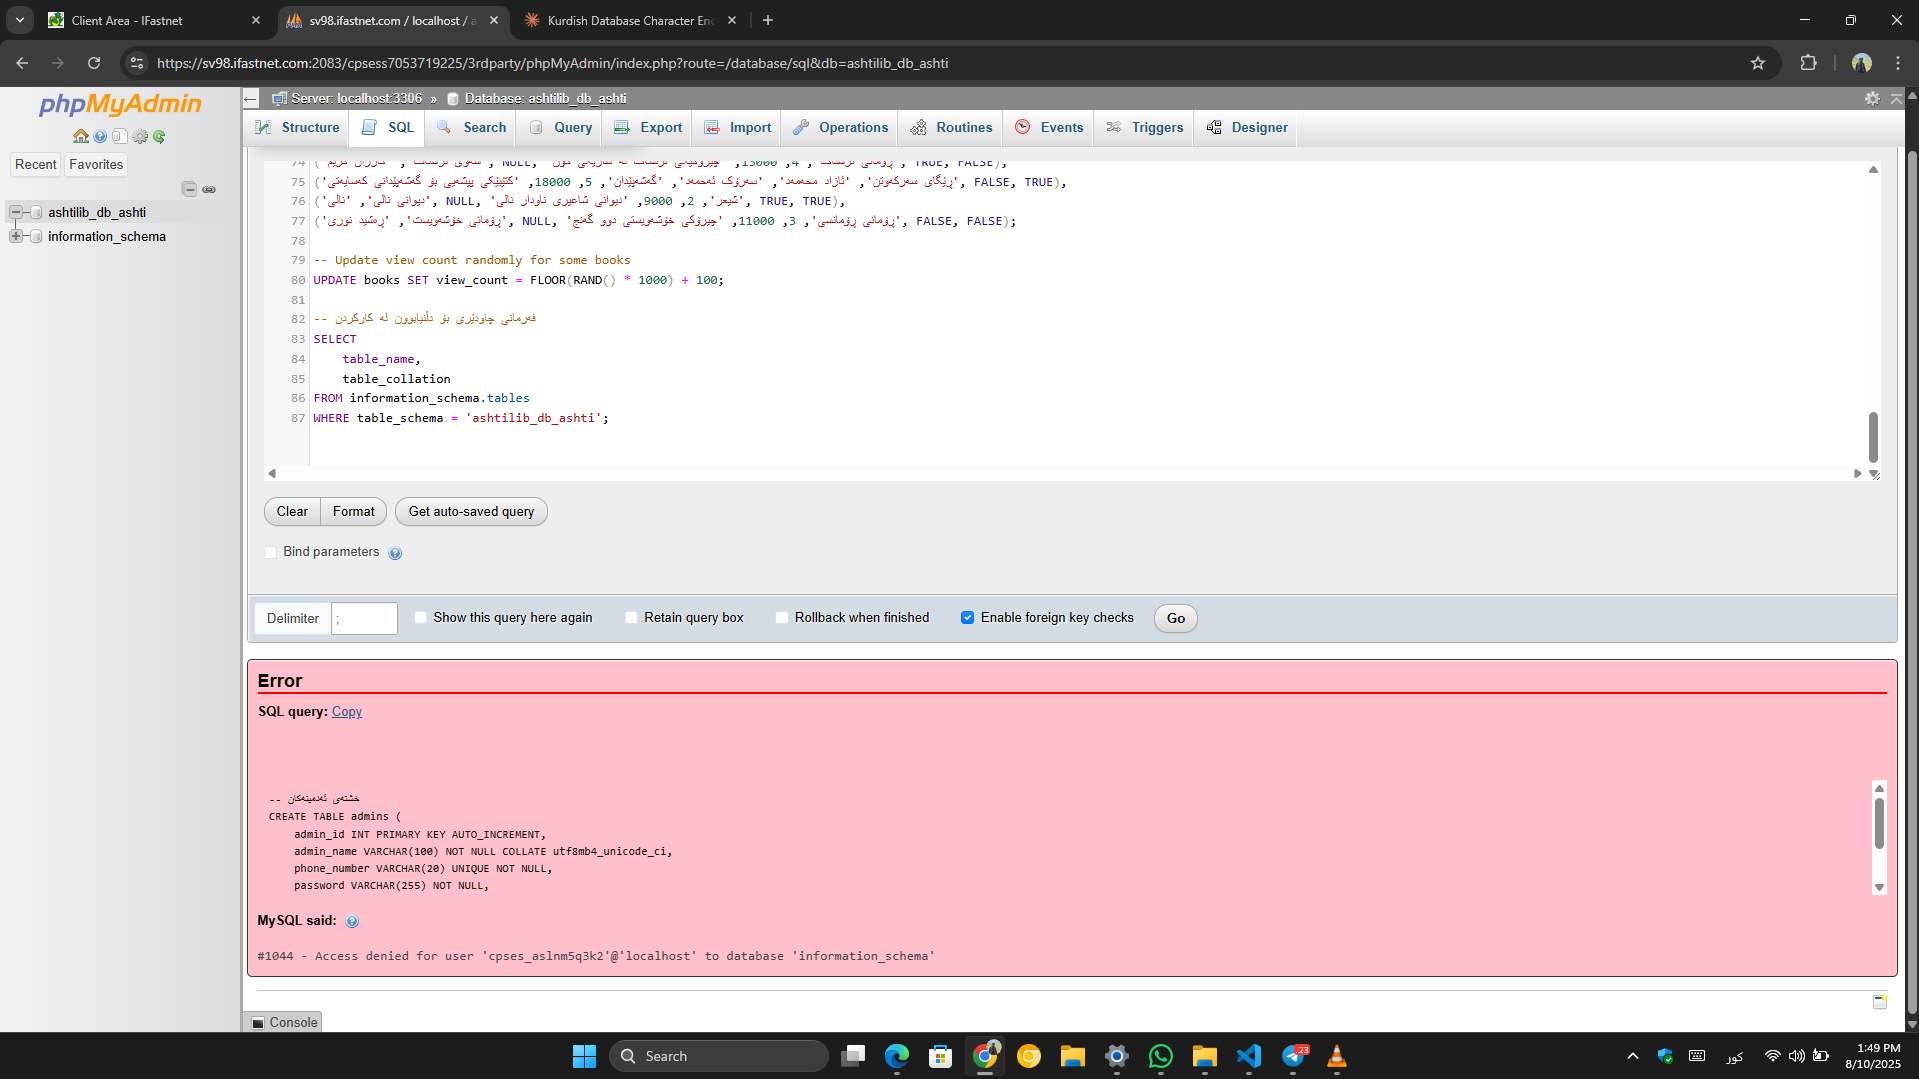 Client Area - IFastnet
sv98.ifastnet.com / localhost / a
Kurdish Database Character En
https://sv98.ifastnet.com:2083/cpsess7053719225/3rdparty/phpMyAdmin/index.php?route=/database/sql&db=ashtilib_db_ashti
phpMyAdmin
Recent
Favorites
ashtilib_db_ashti
information_schema
Server: localhost:3306 » Database: ashtilib_db_ashti
Structure
SQL
Search
Query
Export
Import
Operations
Routines
Events
Triggers
Designer
74 NULL, 4, 15000, TRUE, FALSE),
75 ('ڕێگای سەرکەوتن', 'ئازاد محەمەد', 'سەرۆک ئەحمەد', 'گەشەپێدان', 5, 18000, 'کتێبێکی پیشەیی بۆ گەشەپێدانی کەسایەتی', FALSE, TRUE),
76 ('دیوانی نالی', 'نالی', NULL, 'شیعر', 2, 9000, 'دیوانی شاعیری ناودار نالی', TRUE, TRUE),
77 ('ڕۆمانی خۆشەویست', 'ڕەشید نوری', NULL, 'ڕۆمانی ڕۆمانسی', 3, 11000, 'چیرۆکی خۆشەویستی دوو گەنج', FALSE, FALSE);
78
79 -- Update view count randomly for some books
80 UPDATE books SET view_count = FLOOR(RAND() * 1000) + 100;
81
82 -- فەرمانی چاودێری بۆ دڵنیابوون لە کارکردن
83 SELECT
84 table_name,
85 table_collation
86 FROM information_schema.tables
87 WHERE table_schema = 'ashtilib_db_ashti';
Clear
Format
Get auto-saved query
Bind parameters
Delimiter
;
Show this query here again
Retain query box
Rollback when finished
Enable foreign key checks
Go
Error
SQL query: Copy
-- خشتەی ئەدمینەکان
CREATE TABLE admins (
admin_id INT PRIMARY KEY AUTO_INCREMENT,
admin_name VARCHAR(100) NOT NULL COLLATE utf8mb4_unicode_ci,
phone_number VARCHAR(20) UNIQUE NOT NULL,
password VARCHAR(255) NOT NULL,
MySQL said:
#1044 - Access denied for user 'cpses_aslnm5q3k2'@'localhost' to database 'information_schema'
Console
Search
23
کور
1:49 PM
8/10/2025